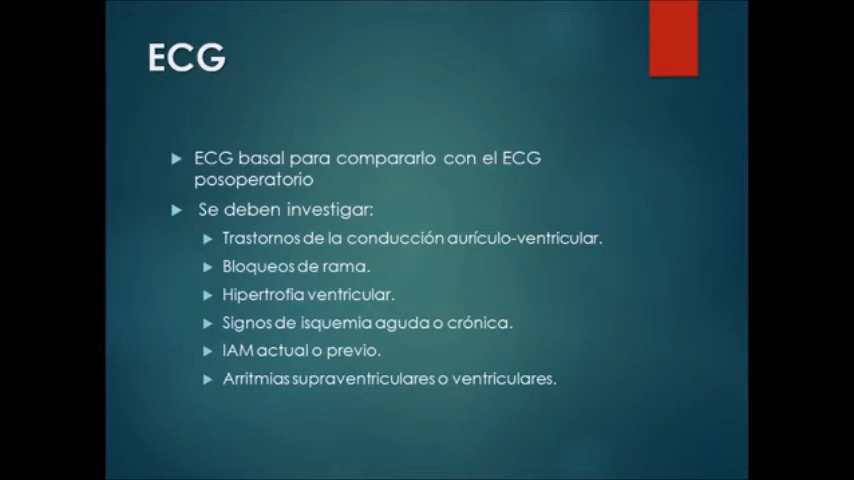 ECG
ECG basal para compararlo con el ECG
posoperatorio
Se deben investigar:
Trastornos de la conducción aurículo-ventricular.
Bloqueos de rama.
Hipertrofia ventricular.
Signos de isquemia aguda o crónica.
IAM actual o previo.
Arritmias supraventriculares o ventriculares.